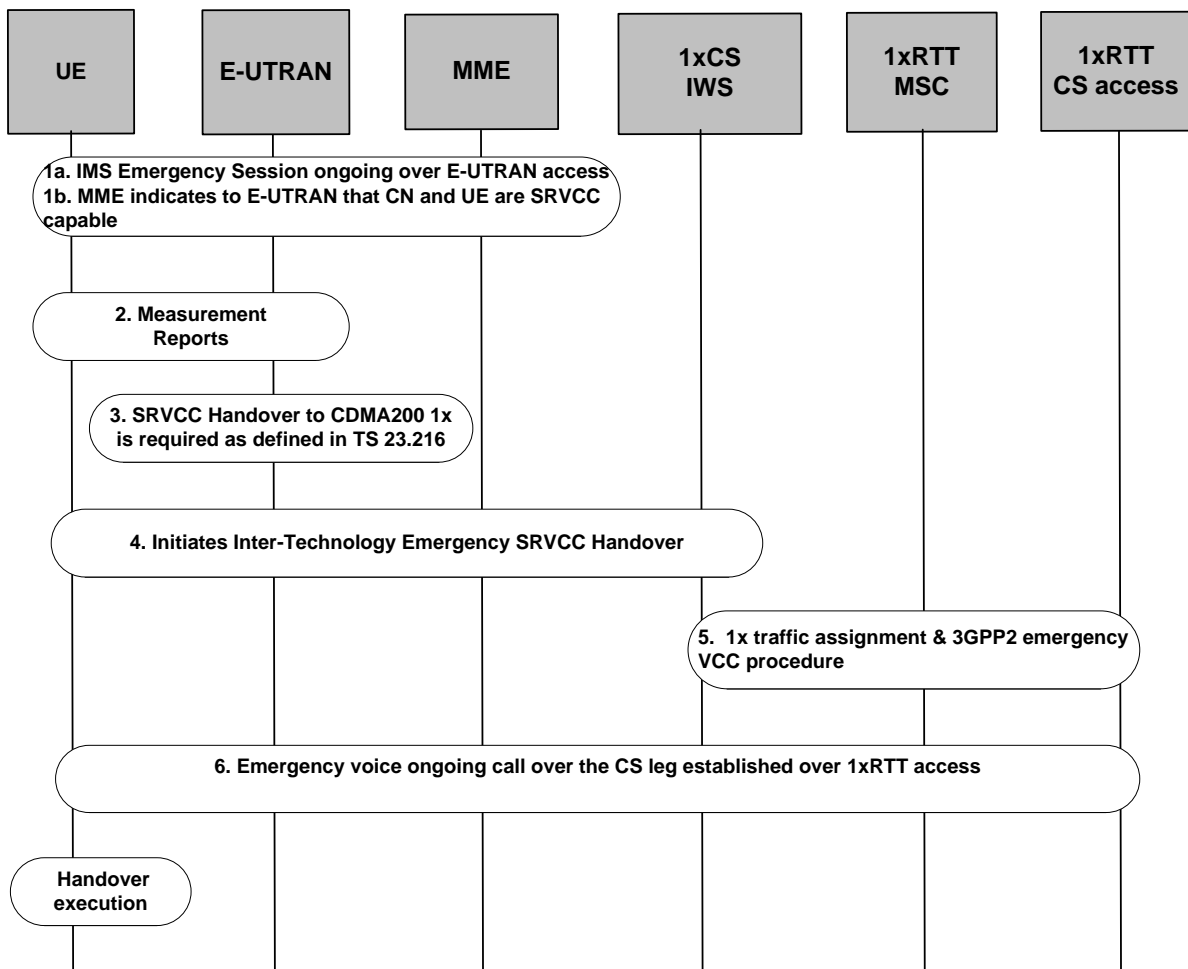 UE
E-UTRAN
MME
1xCS
IWS
1xRTT
MSC
1xRTT
CS access
1a. IMS Emergency Session ongoing over E-UTRAN access
1b. MME indicates to E-UTRAN that CN and UE are SRVCC
capable
2. Measurement
Reports
3. SRVCC Handover to CDMA200 1x
is required as defined in TS 23.216
4. Initiates Inter-Technology Emergency SRVCC Handover
5. 1x traffic assignment & 3GPP2 emergency
VCC procedure
6. Emergency voice ongoing call over the CS leg established over 1xRTT access
Handover
execution